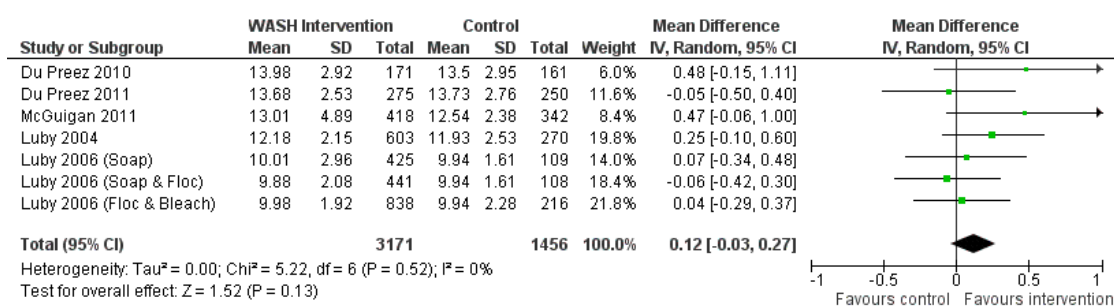 WASH Intervention Control Mean Difference Mean Difference
Study or Subgroup Mean SD Total Mean SD Total Weight IV, Random, 95% CI IV, Random, 95% CI
Du Preez 2010 13.98 2.92 171 13.5 2.95 161 6.0% 0.48 [-0.15, 1.11]
Du Preez 2011 13.68 2.53 275 13.73 2.76 250 11.6% -0.05 [-0.50, 0.40]
McGuigan 2011 13.01 4.89 418 12.54 2.38 342 8.4% 0.47 [-0.06, 1.00]
Luby 2004 12.18 2.15 603 11.93 2.53 270 19.8% 0.25 [-0.10, 0.60]
Luby 2006 (Soap) 10.01 2.96 425 9.94 1.61 109 14.0% 0.07 [-0.34, 0.48]
Luby 2006 (Soap & Floc) 9.88 2.08 441 9.94 1.61 108 18.4% -0.06 [-0.42, 0.30]
Luby 2006 (Floc & Bleach) 9.98 1.92 838 9.94 2.28 216 21.8% 0.04 [-0.29, 0.37]
Total (95% CI) 3171 1456 100.0% 0.12 [-0.03, 0.27]
Heterogeneity: Tau² = 0.00; Chi² = 5.22, df = 6 (P = 0.52); I² = 0%
Test for overall effect: Z = 1.52 (P = 0.13)
-1 -0.5 0 0.5 1
Favours control Favours intervention